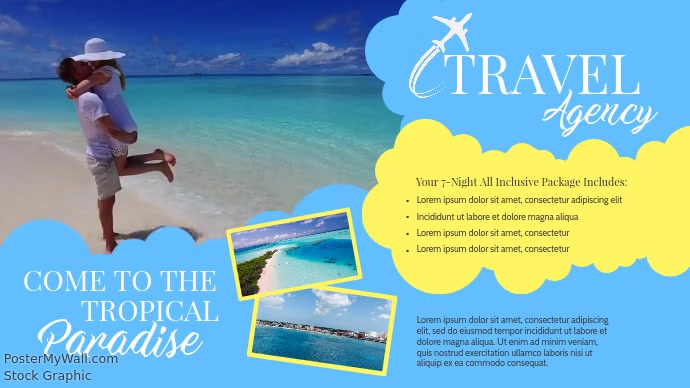 TRAVEL
Agency
Your 7-Night All Inclusive Package Includes:
• Lorem ipsum dolor sit amet, consectetur adipiscing elit
• Incididunt ut labore et dolore magna aliqua
• Lorem ipsum dolor sit amet, consectetur
• Lorem ipsum dolor sit amet, consectetur
COME TO THE
TROPICAL
Paradise
Lorem ipsum dolor sit amet, consectetur adipiscing
elit, sed do eiusmod tempor incididunt ut labore et
dolore magna aliqua. Ut enim ad minim veniam,
quis nostrud exercitation ullamco laboris nisi ut
aliquip ex ea commodo consequat.
PosterMyWall.com
Stock Graphic